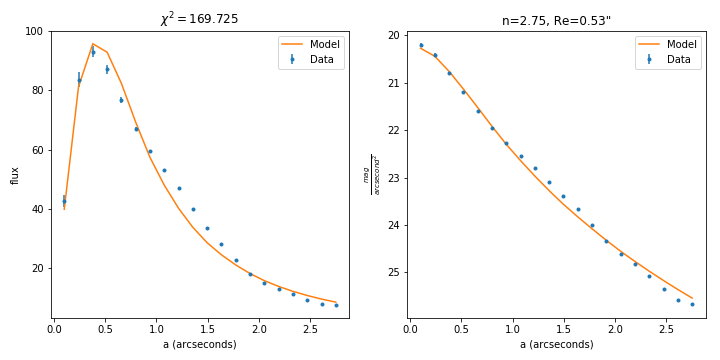 χ² = 169.725
100
80
60
40
20
flux
0.0 0.5 1.0 1.5 2.0 2.5
a (arcseconds)
Model
Data
n=2.75, Re=0.53"
20
21
22
23
24
25
mag
arcsecond²
0.0 0.5 1.0 1.5 2.0 2.5
a (arcseconds)
Model
Data